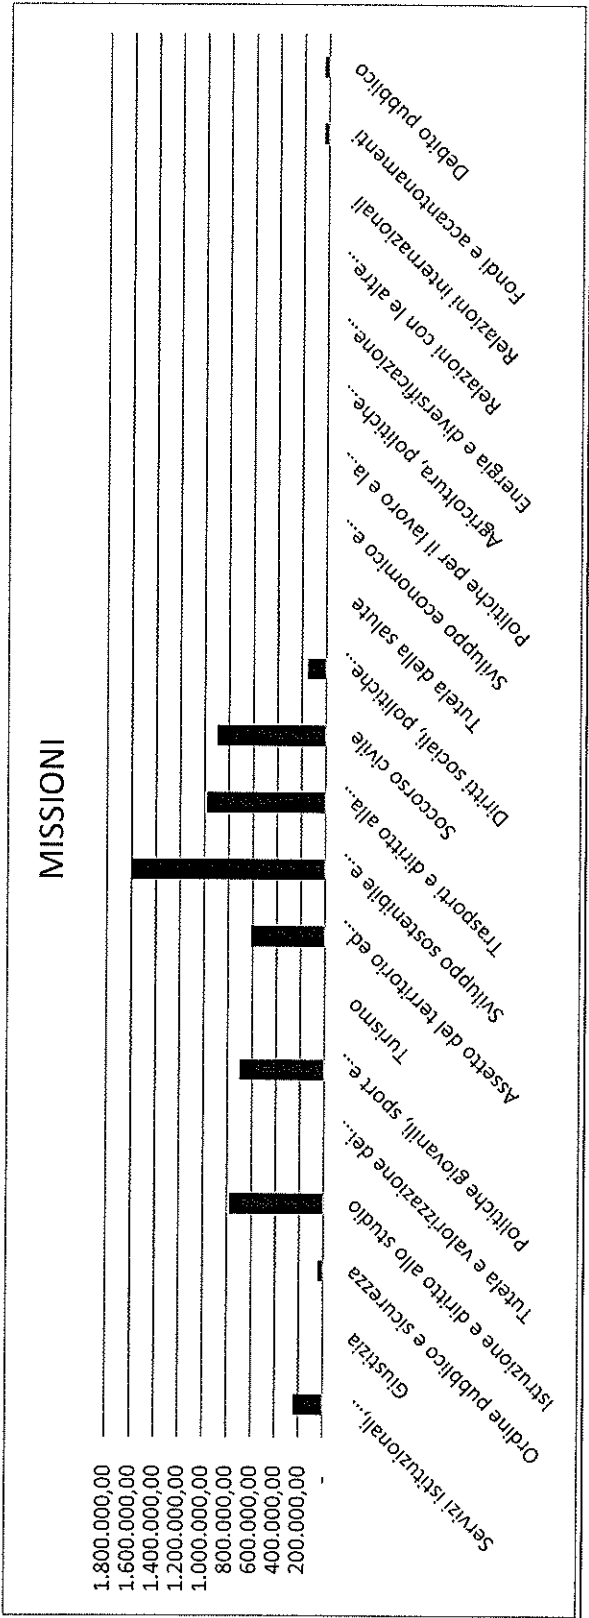 MISSIONI
1.800.000,00
1.600.000,00
1.400.000,00
1.200.000,00
1.000.000,00
800.000,00
600.000,00
400.000,00
200.000,00
-
Servizi istituzionali,...
Giustizia
Ordine pubblico e sicurezza
Istruzione e diritto allo studio
Tutela e valorizzazione dei...
Politiche giovanili, sport e...
Turismo
Assetto del territorio ed...
Sviluppo sostenibile e...
Trasporti e diritto alla...
Soccorso civile
Diritti sociali, politiche...
Tutela della salute
Sviluppo economico e...
Politiche per il lavoro e la...
Agricoltura, politiche...
Energia e diversificazione...
Relazioni con le altre...
Relazioni internazionali
Fondi e accantonamenti
Debito pubblico